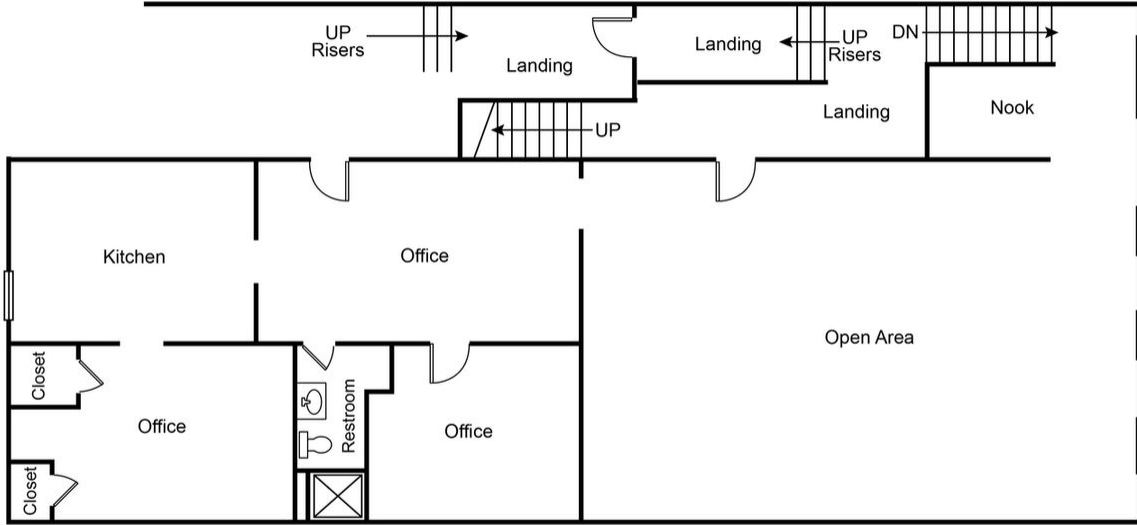 UP
Risers
Landing
Landing
UP
Risers
DN
UP
Landing
Nook
Kitchen
Office
Open Area
Closet
Office
Restroom
Office
Closet